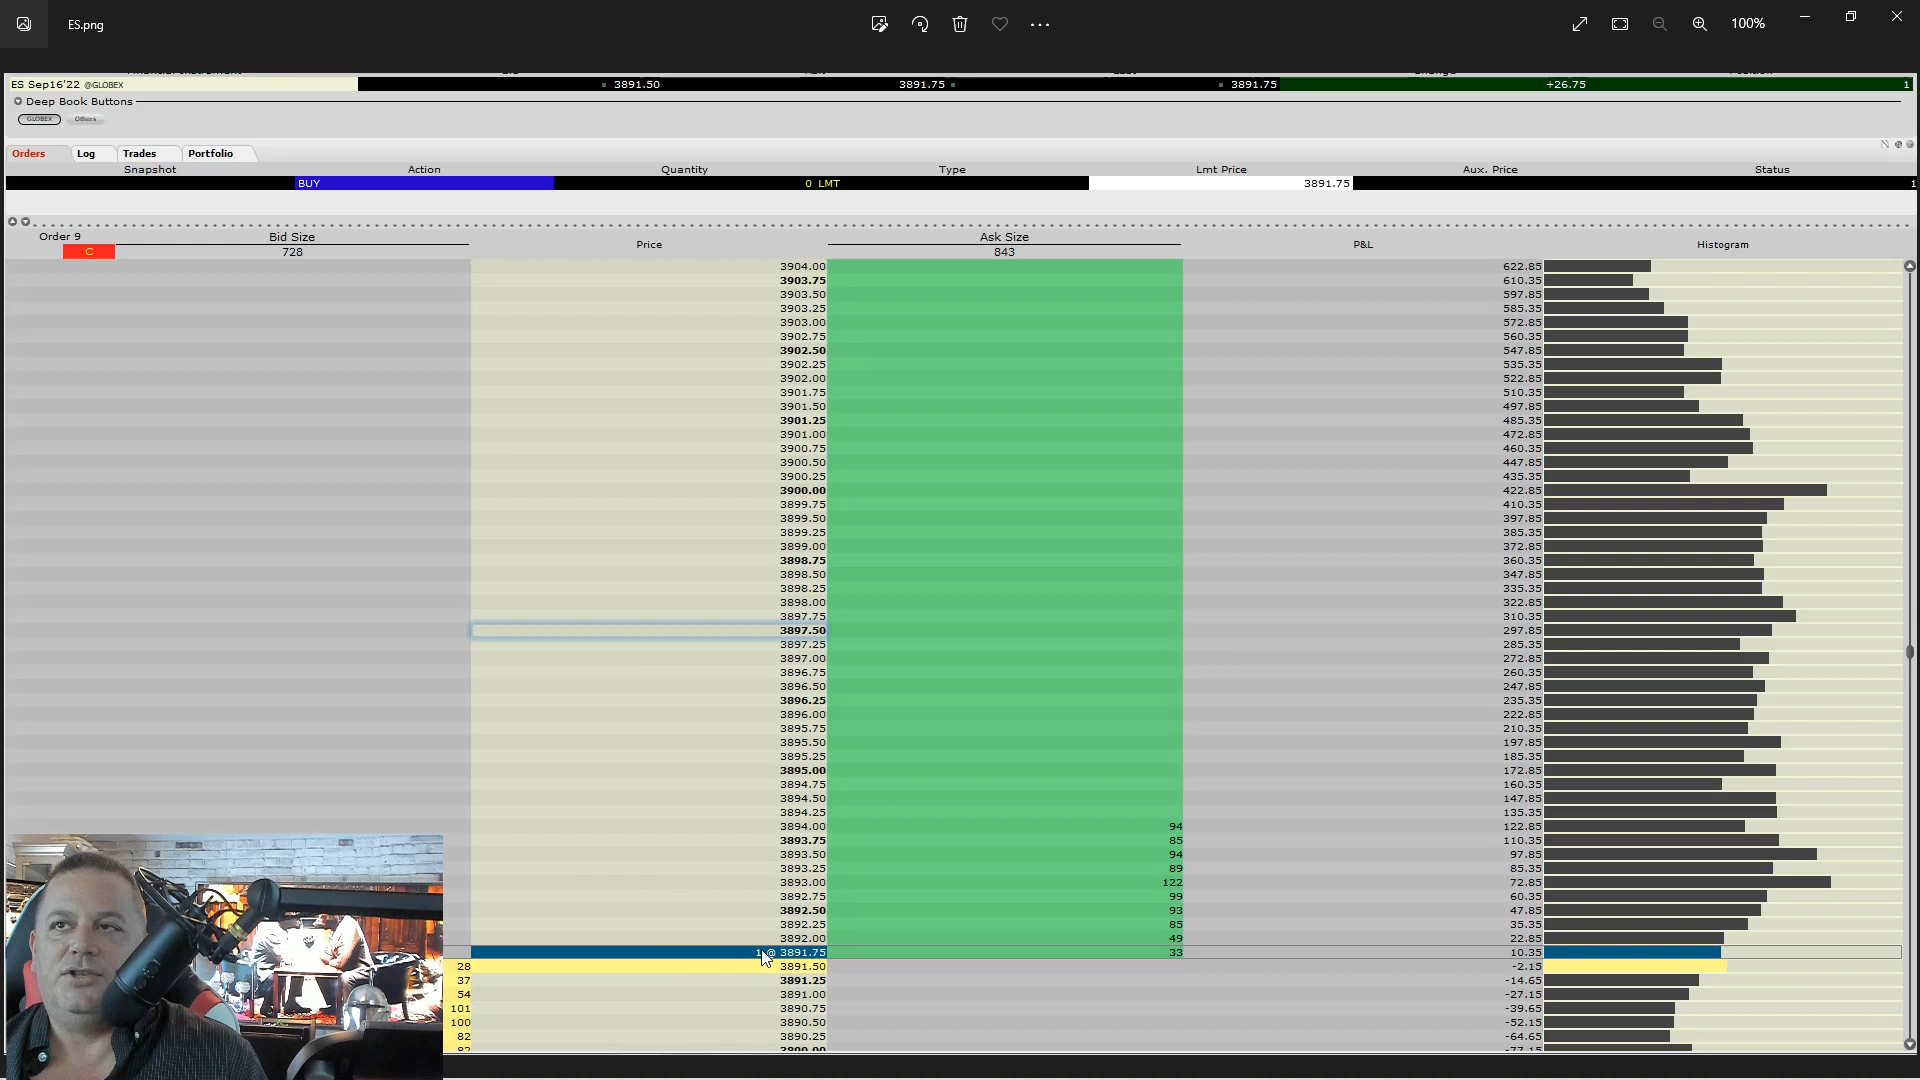 ES.png
100%
ES Sep16'22 @GLOBEX 3891.50 3891.75 3891.75 +26.75 1
Deep Book Buttons
GLOBEX Others
Orders Log Trades Portfolio
Snapshot Action Quantity Type Lmt Price Aux. Price Status
BUY 0 LMT 3891.75 1
Order 9 Bid Size Price Ask Size P&L Histogram
C 728 843
3904.00 622.85
3903.75 610.35
3903.50 597.85
3903.25 585.35
3903.00 572.85
3902.75 560.35
3902.50 547.85
3902.25 535.35
3902.00 522.85
3901.75 510.35
3901.50 497.85
3901.25 485.35
3901.00 472.85
3900.75 460.35
3900.50 447.85
3900.25 435.35
3900.00 422.85
3899.75 410.35
3899.50 397.85
3899.25 385.35
3899.00 372.85
3898.75 360.35
3898.50 347.85
3898.25 335.35
3898.00 322.85
3897.75 310.35
3897.50 297.85
3897.25 285.35
3897.00 272.85
3896.75 260.35
3896.50 247.85
3896.25 235.35
3896.00 222.85
3895.75 210.35
3895.50 197.85
3895.25 185.35
3895.00 172.85
3894.75 160.35
3894.50 147.85
3894.25 135.35
3894.00 94 122.85
3893.75 85 110.35
3893.50 94 97.85
3893.25 89 85.35
3893.00 122 72.85
3892.75 99 60.35
3892.50 93 47.85
3892.25 85 35.35
3892.00 49 22.85
3891.75 33 10.35
28 3891.50 -2.15
37 3891.25 -14.65
54 3891.00 -27.15
101 3890.75 -39.65
100 3890.50 -52.15
82 3890.25 -64.65
3890.00 -77.15